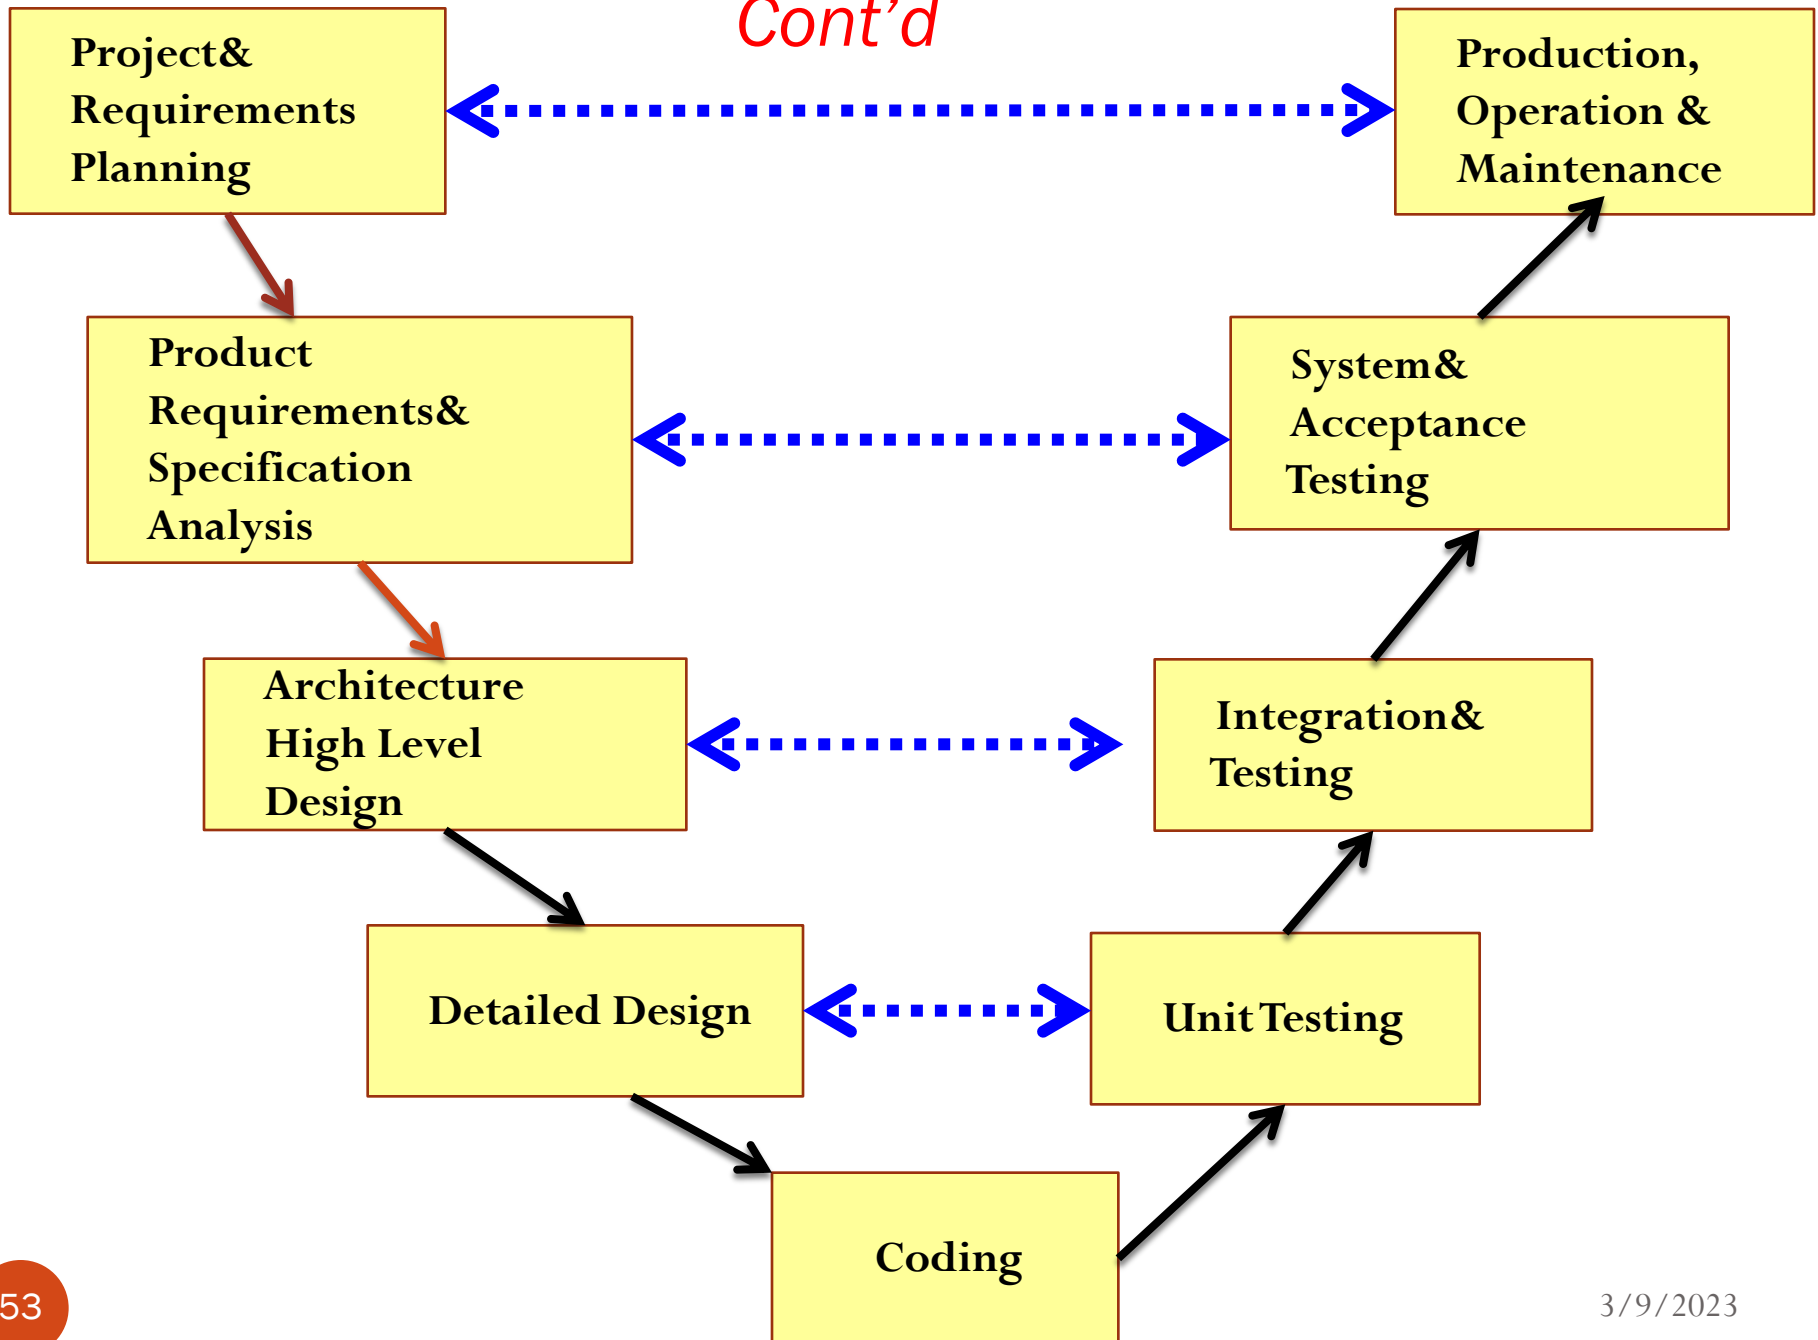 Cont’d
Project&
Requirements
Planning
Production,
Operation &
Maintenance
Product
Requirements&
Specification
Analysis
System&
Acceptance
Testing
Architecture
High Level
Design
Integration&
Testing
Detailed Design
Unit Testing
Coding
53
3/9/2023